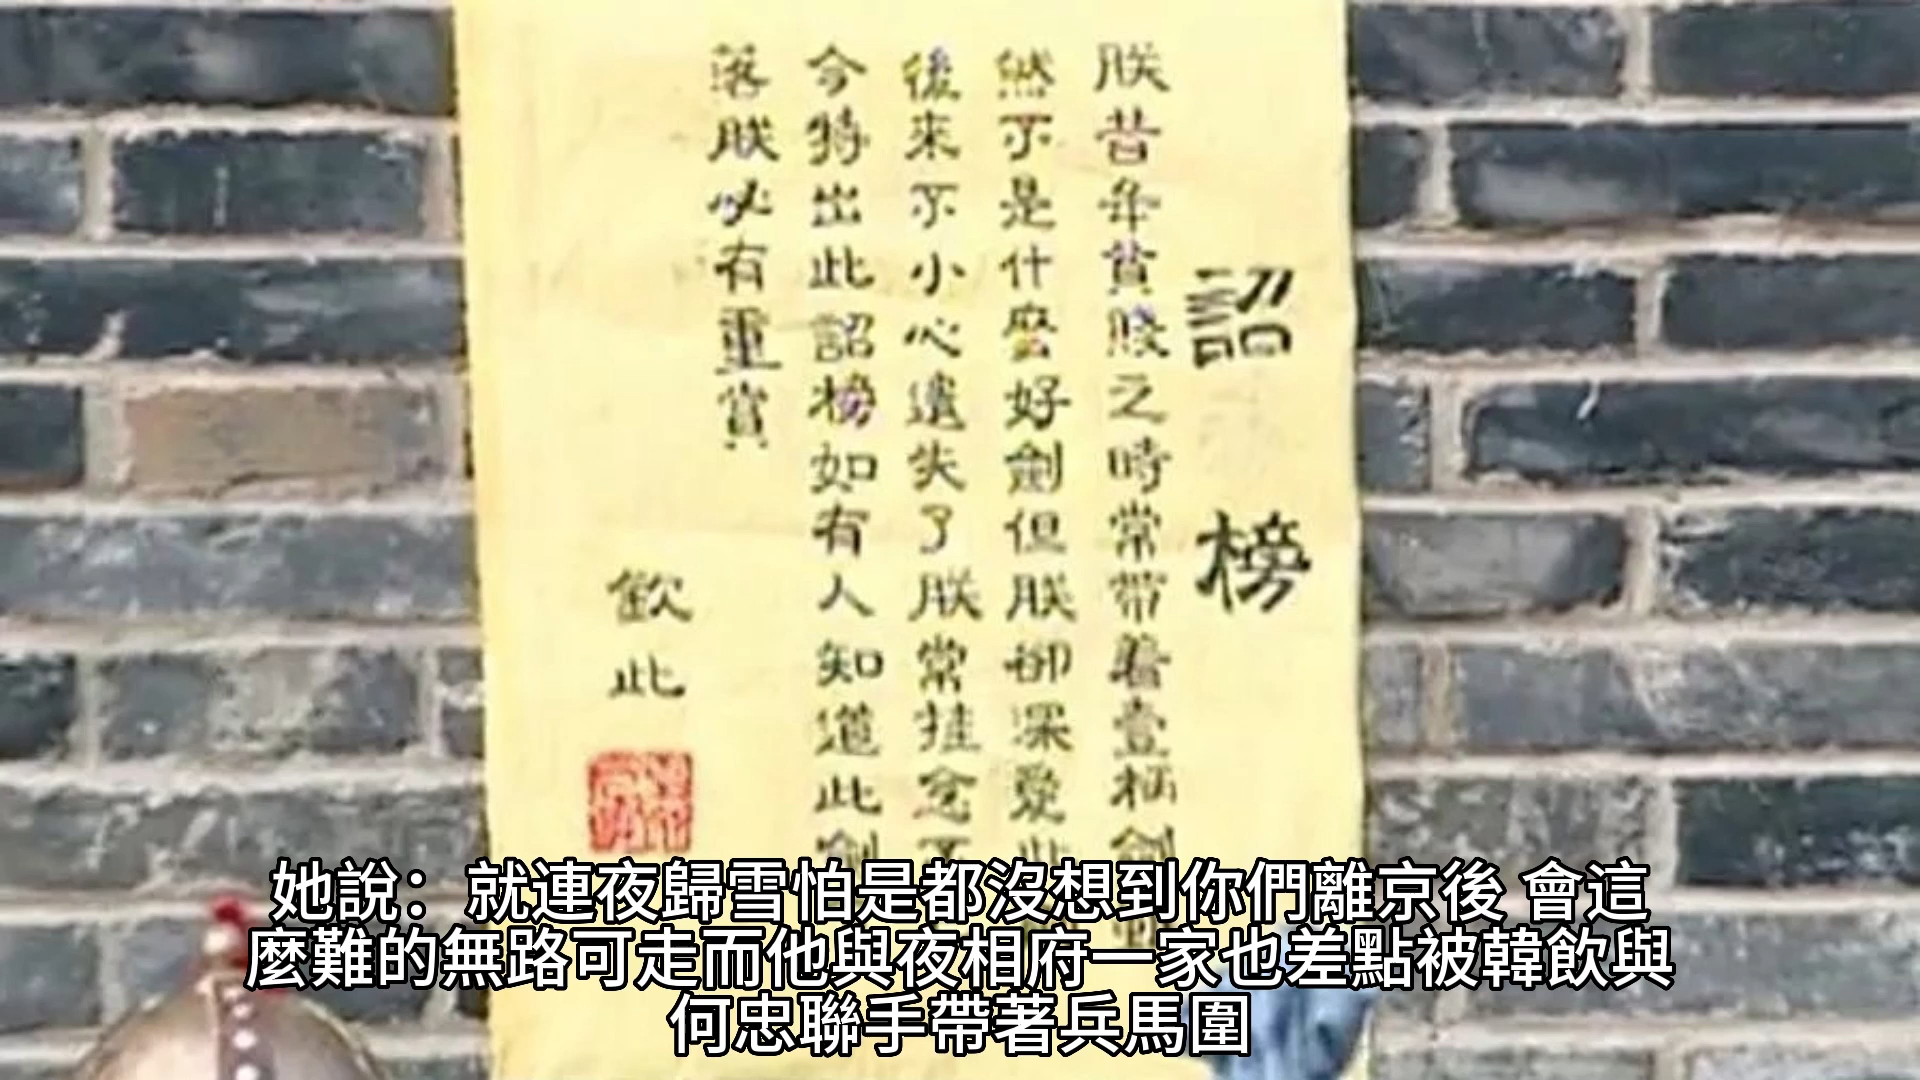 詔榜
朕昔年貧賤之時常带着壹柄劍
然不是什麼好劍但朕卻深愛此
後來不小心遺失了朕常挂念不
今特出此詔榜如有人知道此劍
落朕必有重賞
欽此
她說：就連夜歸雪怕是都沒想到你們離京後 會這
麼難的無路可走而他與夜相府一家也差點被韓飲與
何忠聯手帶著兵馬圍